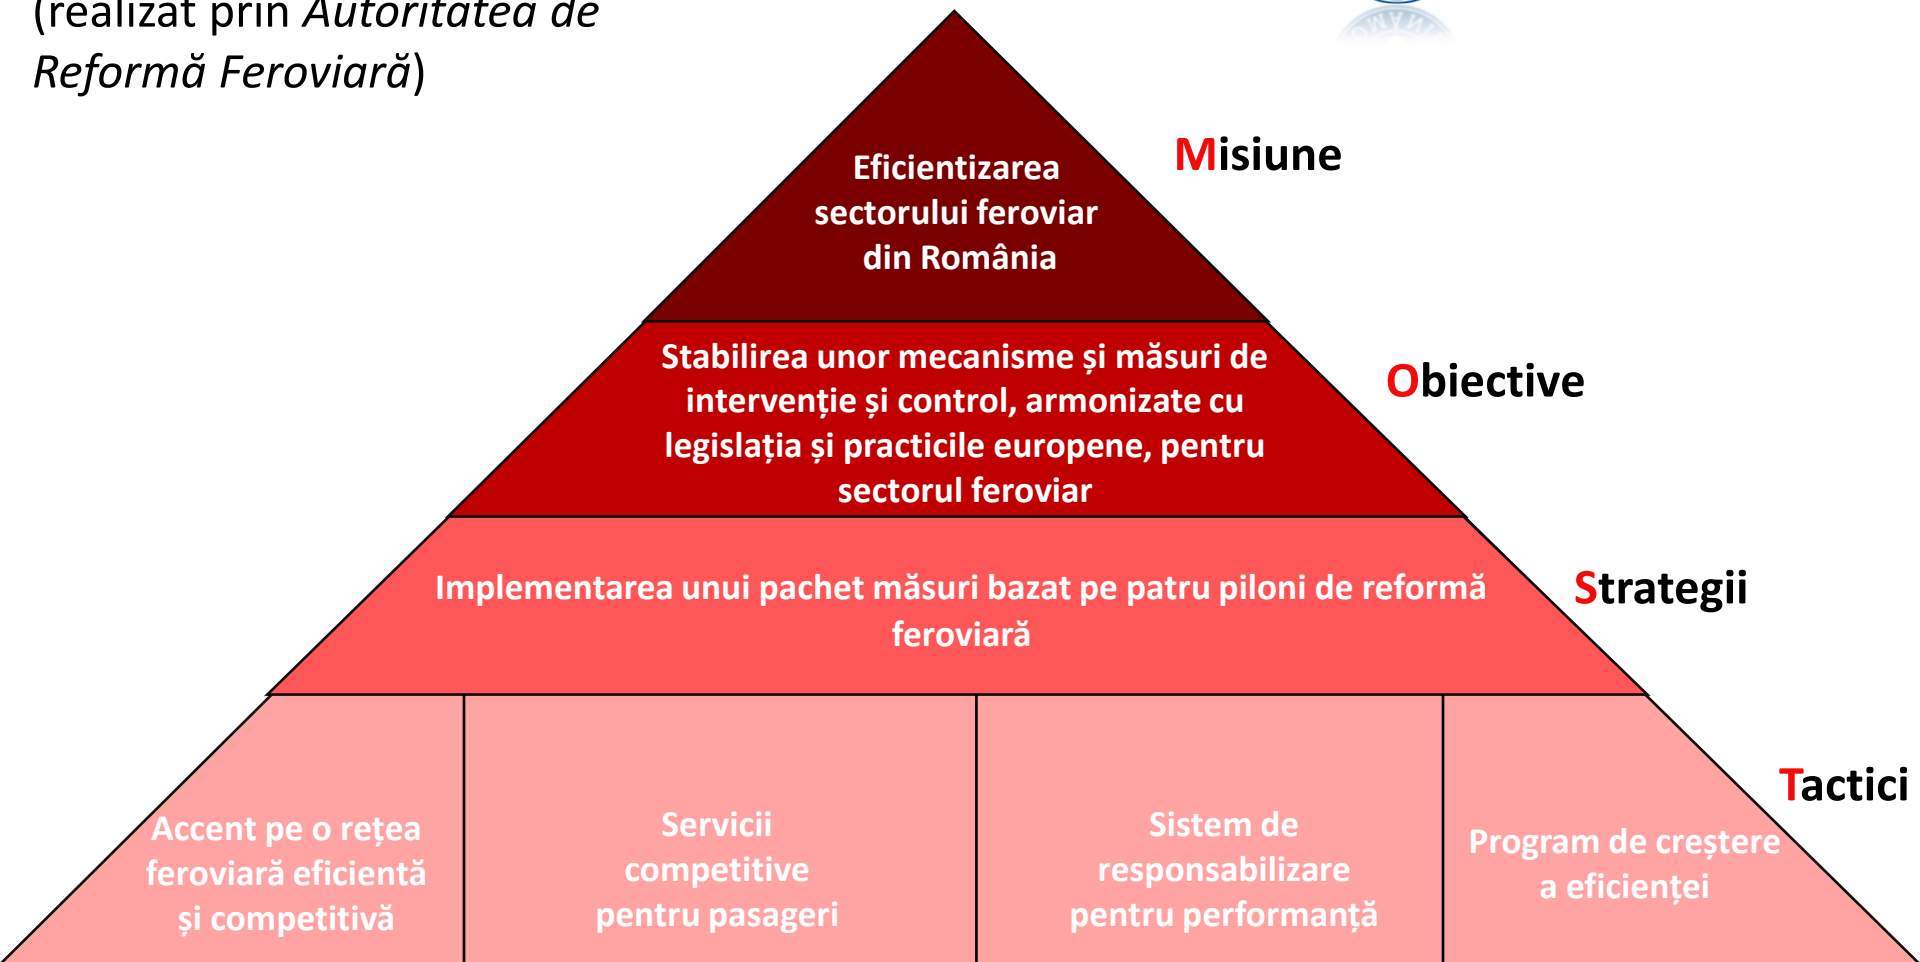 (realizat prin Autoritatea de
Reformă Feroviară)
Eficientizarea
sectorului feroviar
din România
Misiune
Stabilirea unor mecanisme și măsuri de
intervenție și control, armonizate cu
legislația și practicile europene, pentru
sectorul feroviar
Obiective
Implementarea unui pachet măsuri bazat pe patru piloni de reformă
feroviară
Strategii
Tactici
Accent pe o rețea
feroviară eficientă
și competitivă
Servicii
competitive
pentru pasageri
Sistem de
responsabilizare
pentru performanță
Program de creștere
a eficienței